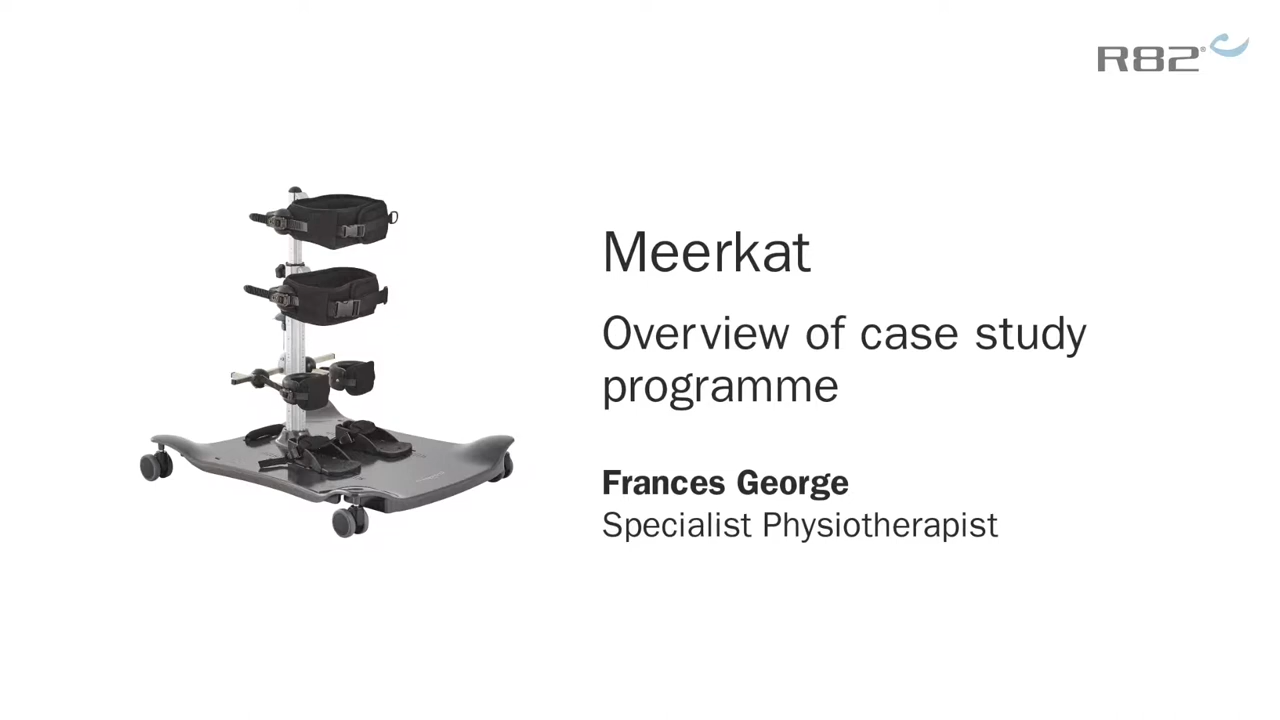 R82®
Meerkat
Overview of case study
programme
Frances George
Specialist Physiotherapist